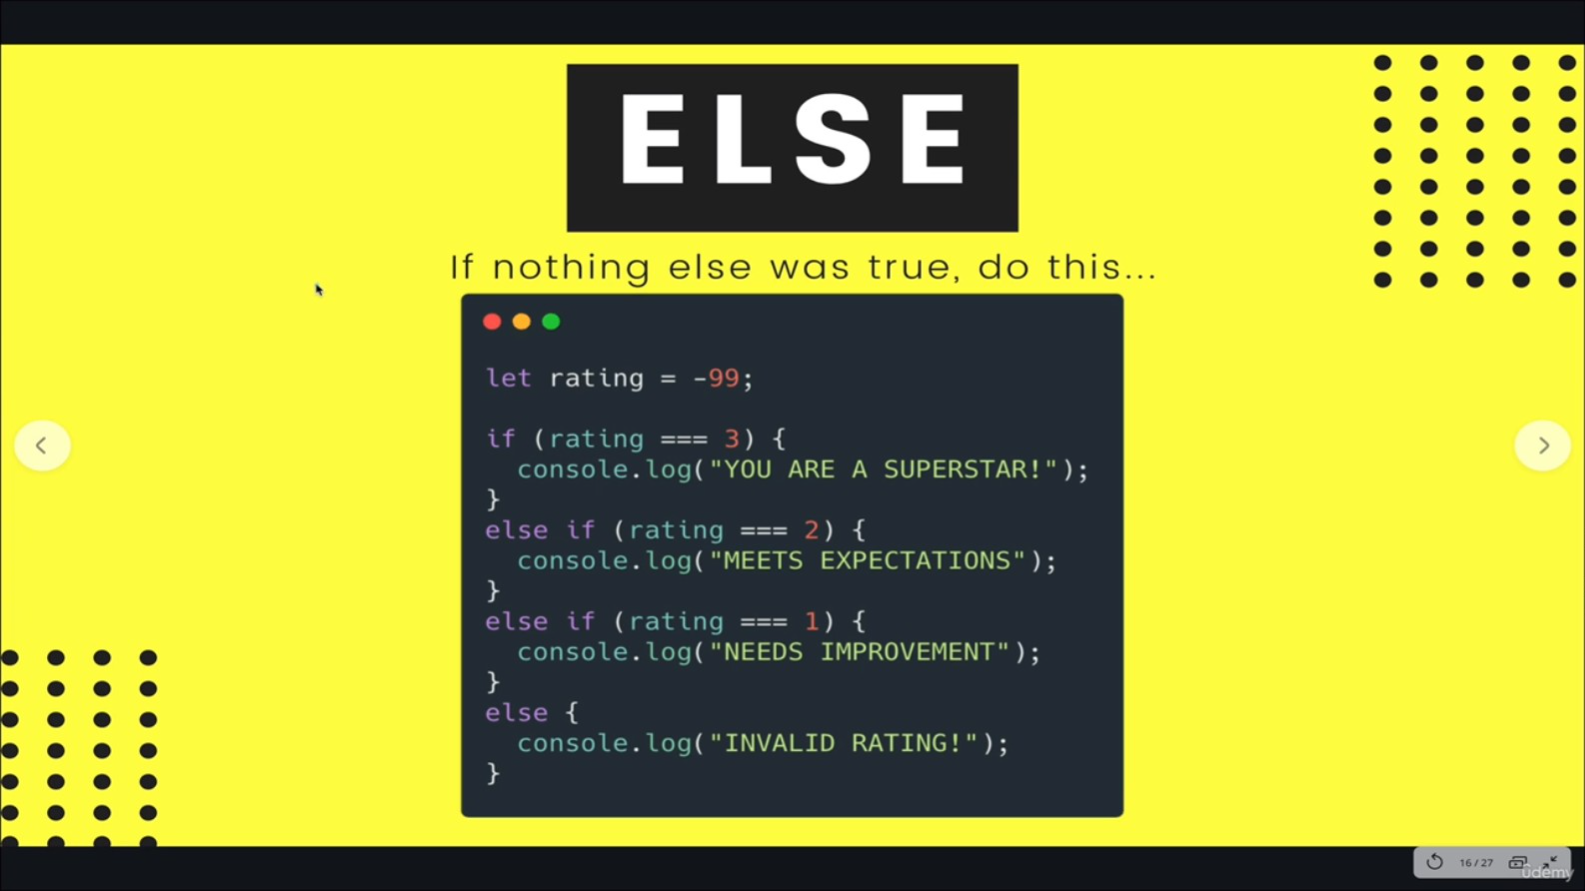 ELSE
If nothing else was true, do this...
let rating = -99;
if (rating === 3) {
  console.log("YOU ARE A SUPERSTAR!");
}
else if (rating === 2) {
  console.log("MEETS EXPECTATIONS");
}
else if (rating === 1) {
  console.log("NEEDS IMPROVEMENT");
}
else {
  console.log("INVALID RATING!");
}
16 / 27
ûdemy